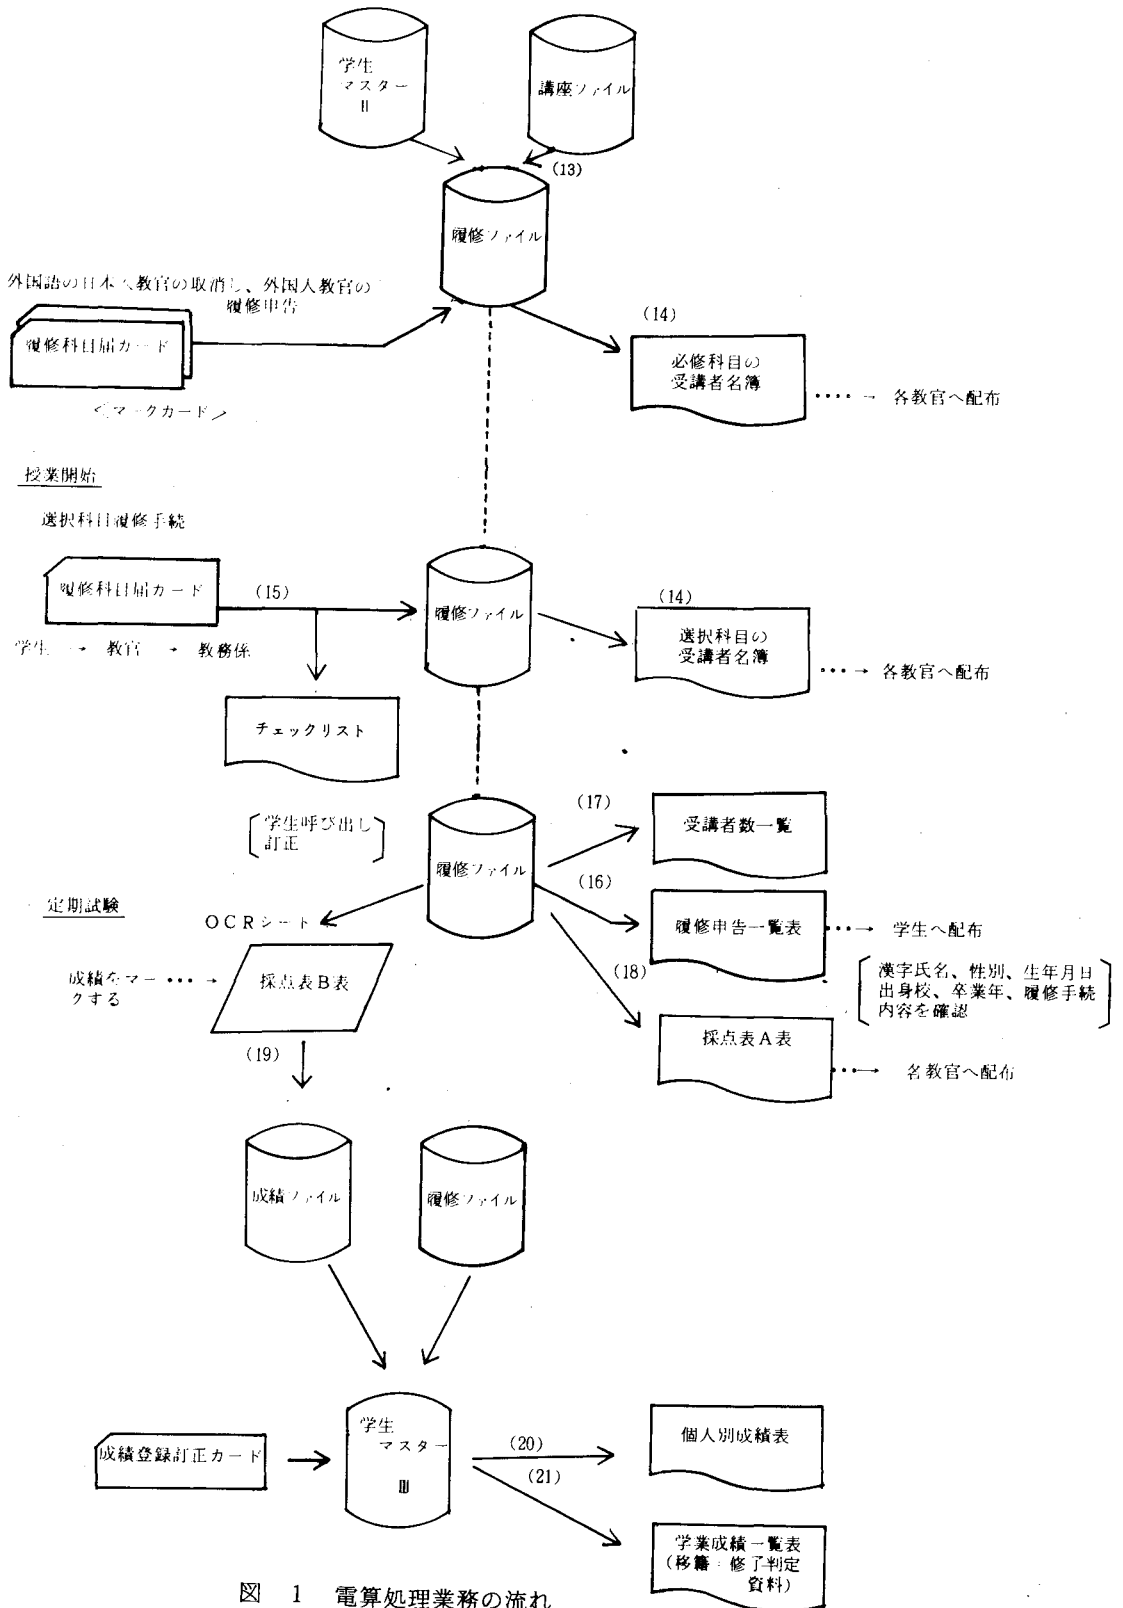 学生
マスター
II
講座ファイル
(13)
履修ファイル
外国語の日本人教官の取消し、外国人教官の
履修申告
(14)
履修科目届カード
必修科目の
受講者名簿
‥‥→ 各教官へ配布
<マークカード>
授業開始
選択科目履修手続
履修科目届カード
(15)
履修ファイル
(14)
選択科目の
受講者名簿
学生 → 教官 → 教務係
‥‥→ 各教官へ配布
チェックリスト
学生呼び出し
訂正
履修ファイル
(17)
受講者数一覧
(16)
定期試験
OCRシート
履修申告一覧表
‥‥→ 学生へ配布
成績をマー‥‥→
クする
採点表B表
(18)
漢字氏名、性別、生年月日
出身校、卒業年、履修手続
内容を確認
採点表A表
(19)
‥‥→ 名教官へ配布
成績ファイル
履修ファイル
学生
マスター
III
成績登録訂正カード
(20)
個人別成績表
(21)
学業成績一覧表
(移籍・修了判定
資料)
図 1 電算処理業務の流れ